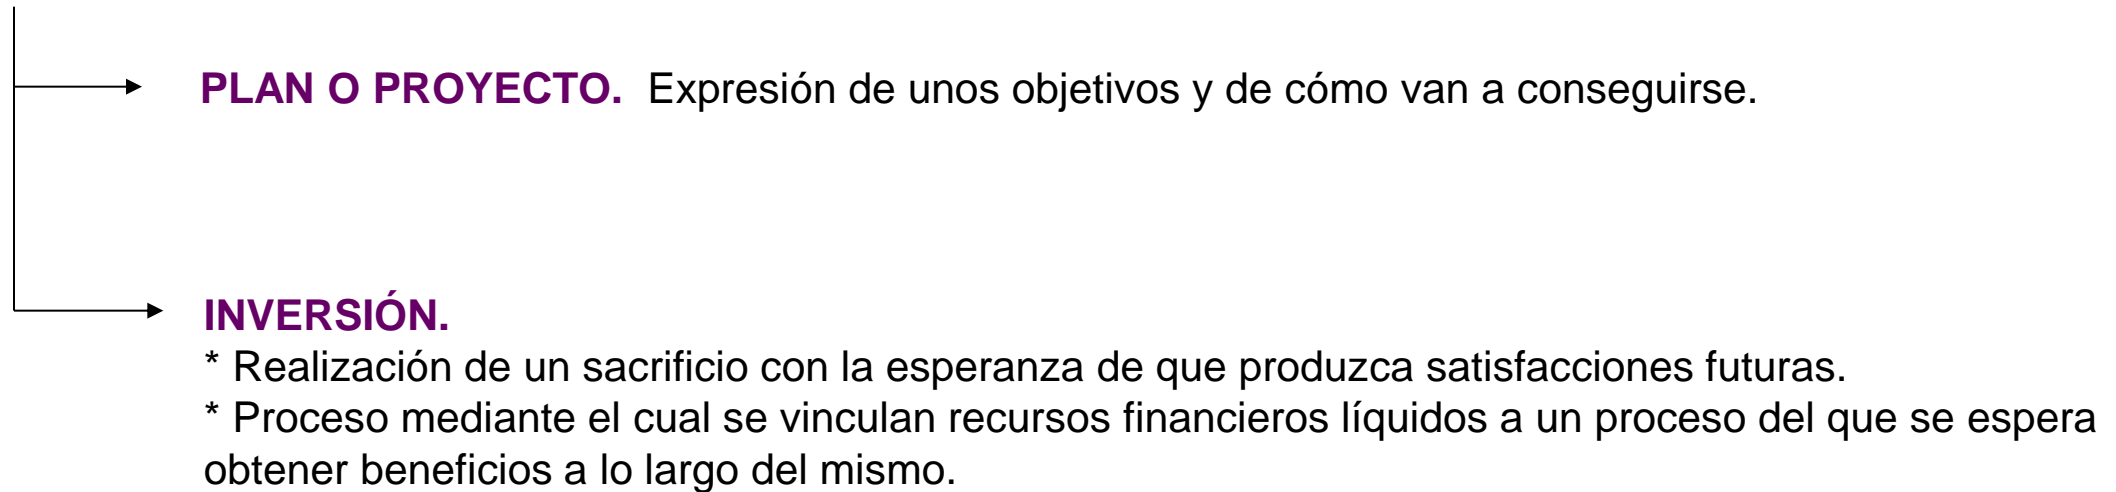 PLAN O PROYECTO. Expresión de unos objetivos y de cómo van a conseguirse.
INVERSIÓN.
* Realización de un sacrificio con la esperanza de que produzca satisfacciones futuras.
* Proceso mediante el cual se vinculan recursos financieros líquidos a un proceso del que se espera
obtener beneficios a lo largo del mismo.